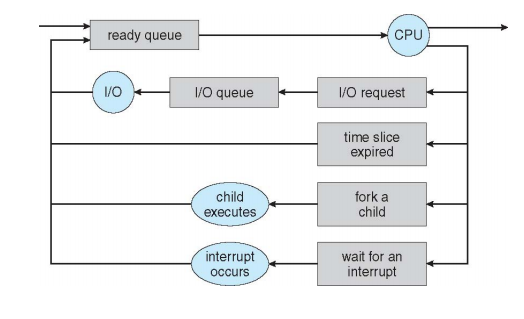 ready queue
CPU
I/O
I/O queue
I/O request
time slice
expired
child
executes
fork a
child
interrupt
occurs
wait for an
interrupt